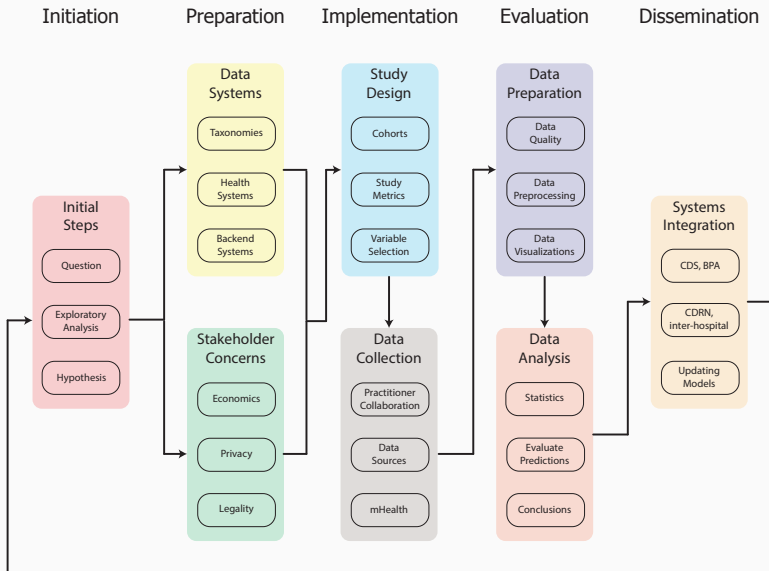 Initiation
Preparation
Implementation
Evaluation
Dissemination
Initial
Steps
Question
Exploratory
Analysis
Hypothesis
Data
Systems
Taxonomies
Health
Systems
Backend
Systems
Stakeholder
Concerns
Economics
Privacy
Legality
Study
Design
Cohorts
Study
Metrics
Variable
Selection
Data
Collection
Practitioner
Collaboration
Data
Sources
mHealth
Data
Preparation
Data
Quality
Data
Preprocessing
Data
Visualizations
Data
Analysis
Statistics
Evaluate
Predictions
Conclusions
Systems
Integration
CDS, BPA
CDRN,
inter-hospital
Updating
Models